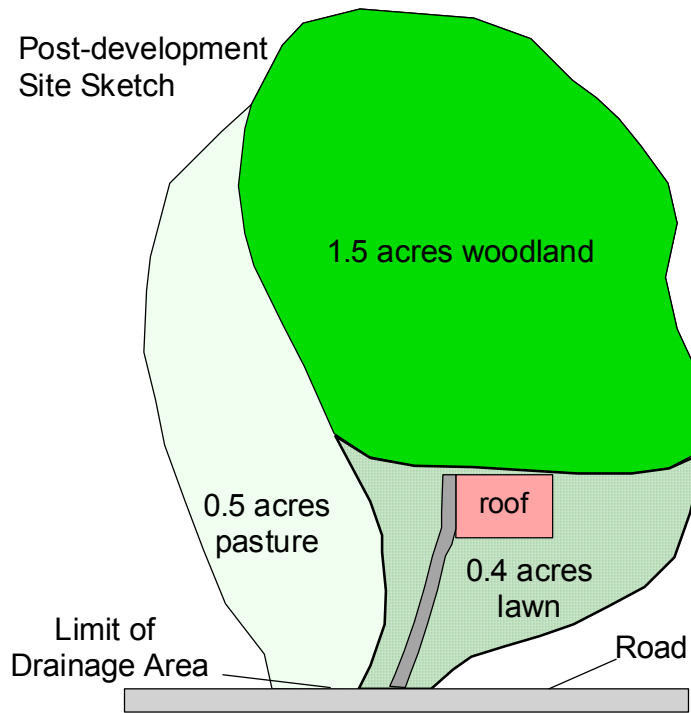 Post-development
Site Sketch
1.5 acres woodland
0.5 acres
pasture
roof
0.4 acres
lawn
Limit of
Drainage Area
Road